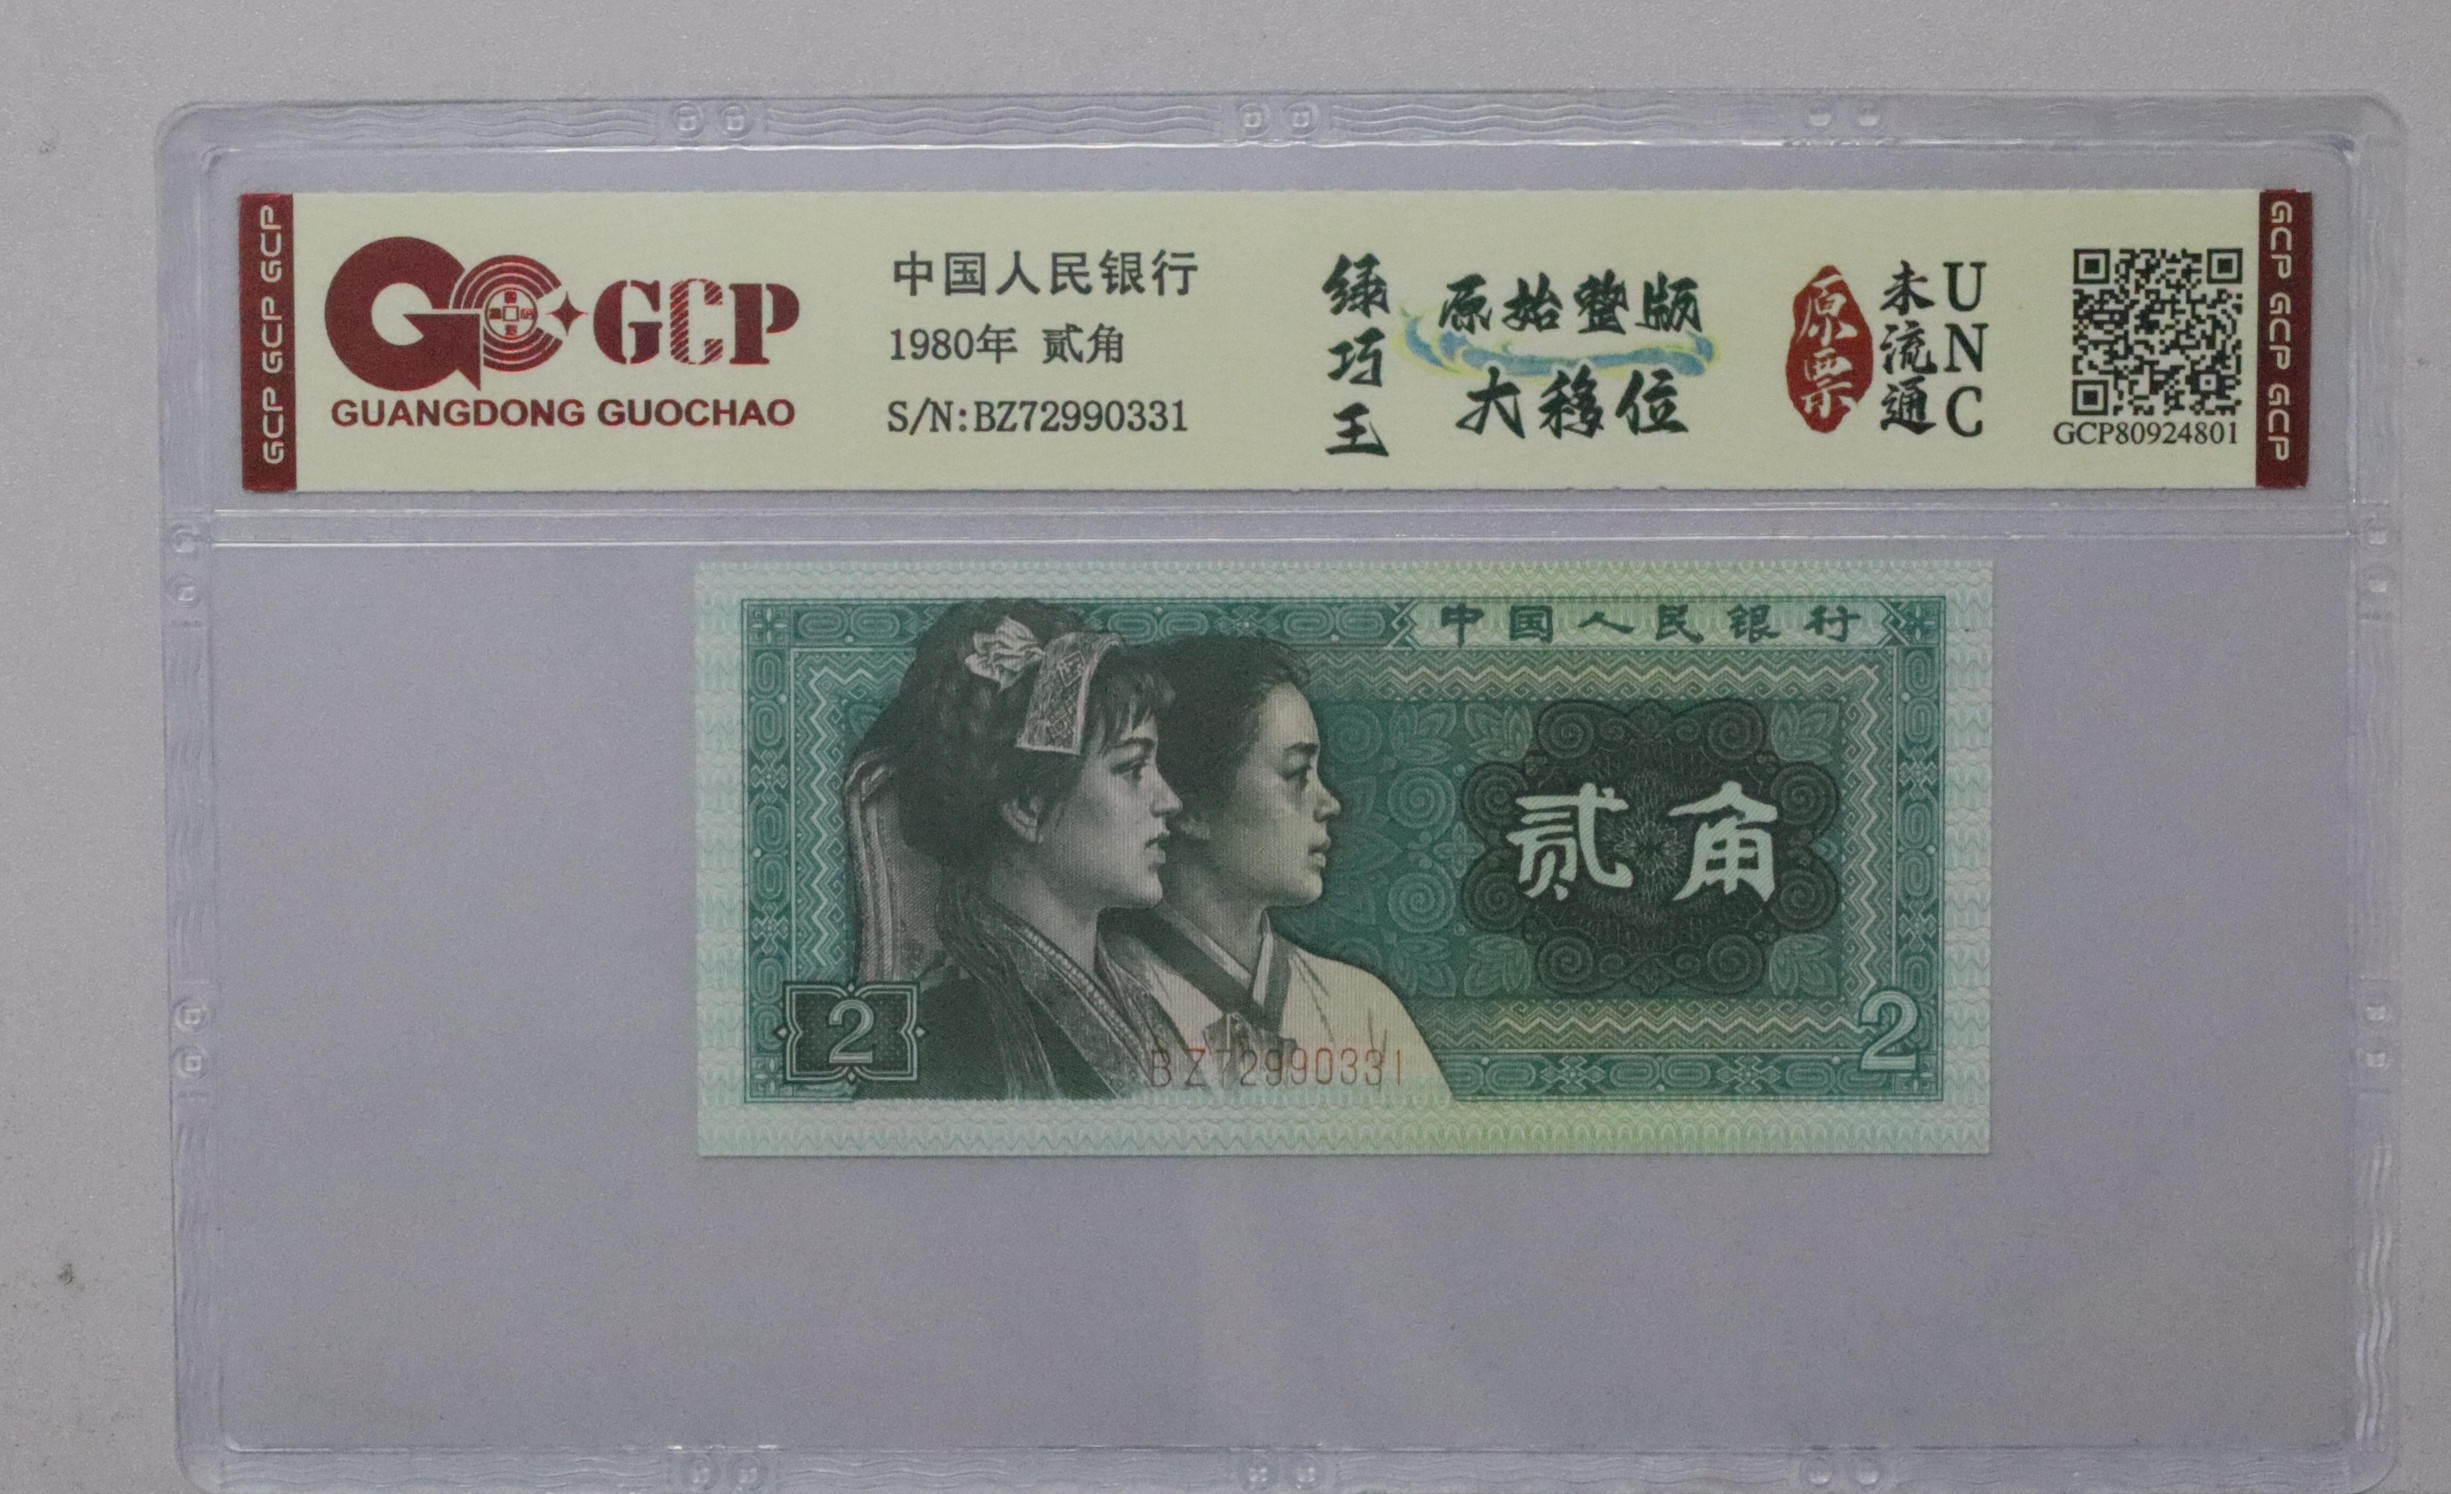 GCP GCP GCP
GCP
GUANGDONG GUOCHAO
中国人民银行
1980年 贰角
S/N:BZ72990331
绿巧王
原始整版
大移位
原票
未流通
UNC
GCP80924801
GCP GCP GCP
中国人民银行
贰角
2
2
BZ72990331